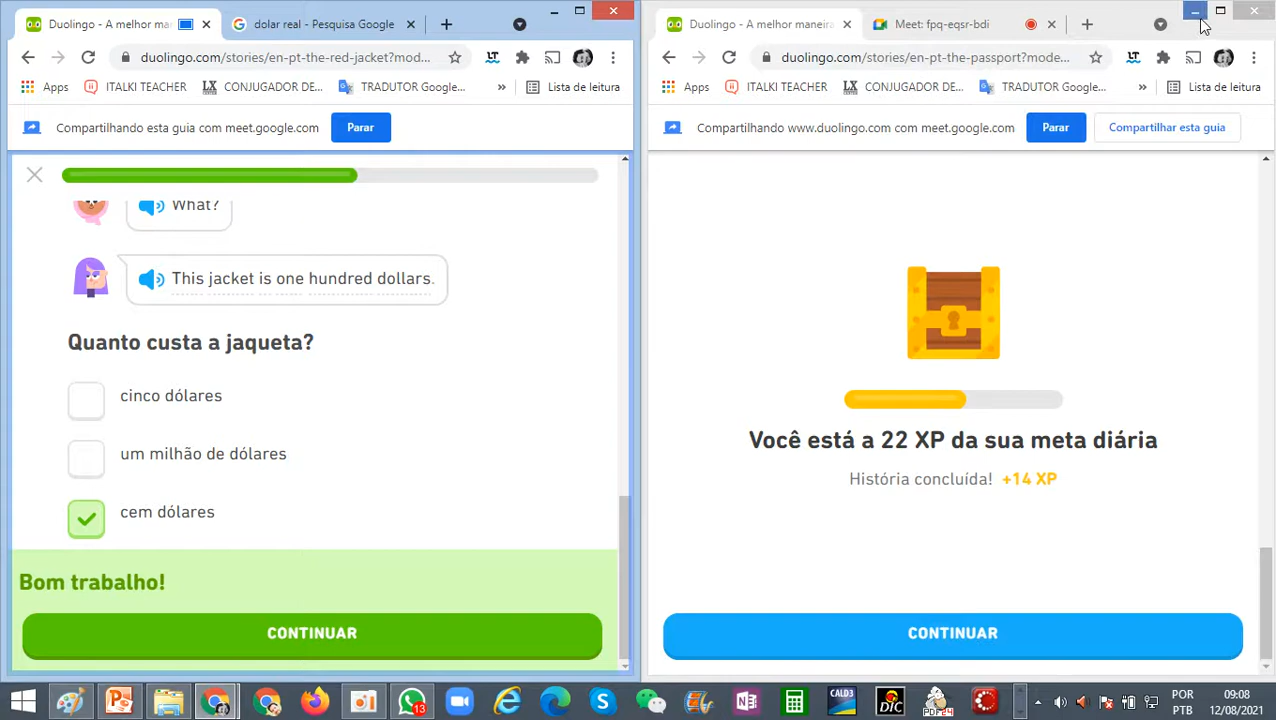 Duolingo - A melhor mar
dolar real - Pesquisa Google
duolingo.com/stories/en-pt-the-red-jacket?mod...
Apps
ITALKI TEACHER
CONJUGADOR DE...
TRADUTOR Google...
»
Lista de leitura
Compartilhando esta guia com meet.google.com
Parar
What?
This jacket is one hundred dollars.
Quanto custa a jaqueta?
cinco dólares
um milhão de dólares
cem dólares
Bom trabalho!
CONTINUAR
Duolingo - A melhor maneira
Meet: fpq-eqsr-bdi
duolingo.com/stories/en-pt-the-passport?mode...
Apps
ITALKI TEACHER
CONJUGADOR DE...
TRADUTOR Google...
»
Lista de leitura
Compartilhando www.duolingo.com com meet.google.com
Parar
Compartilhar esta guia
Você está a 22 XP da sua meta diária
História concluída! +14 XP
CONTINUAR
13
CALD3
DIC
PDF24
POR
PTB
09:08
12/08/2021